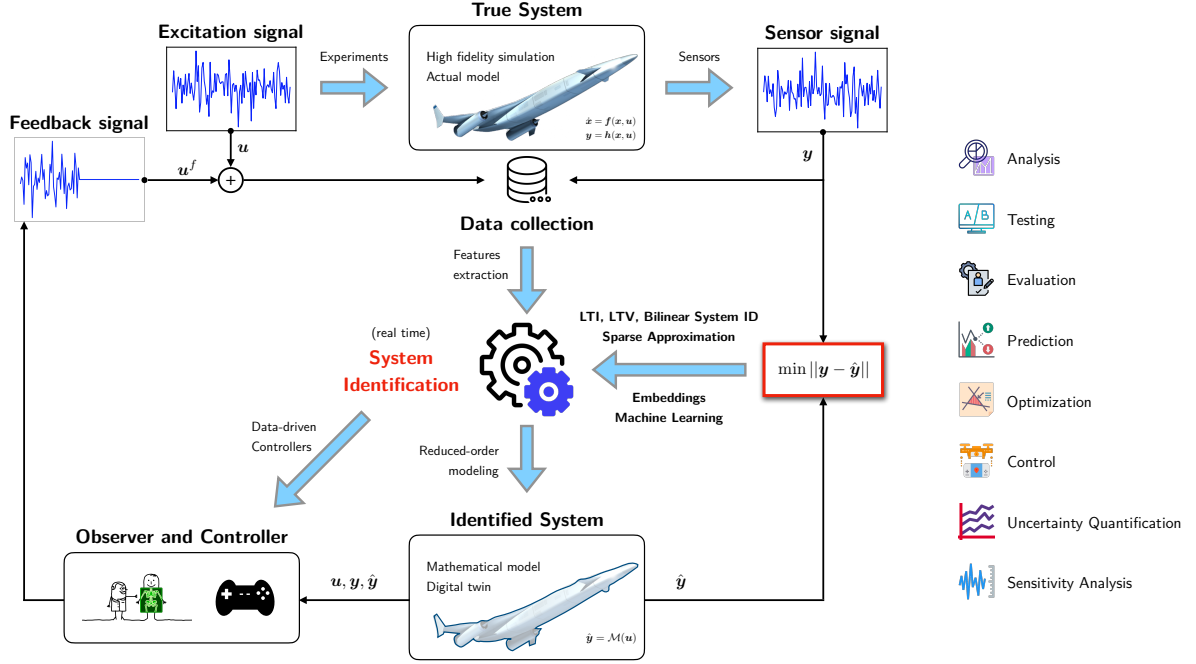 True System
Excitation signal
Sensor signal
High fidelity simulation
Actual model
Experiments
Sensors
ẋ = f(x, u)
y = h(x, u)
Feedback signal
u
y
u^f
+
Data collection
Features
extraction
Analysis
A/B
Testing
Evaluation
Prediction
Optimization
Control
Uncertainty Quantification
Sensitivity Analysis
LTI, LTV, Bilinear System ID
Sparse Approximation
(real time)
System
Identification
min ||y − ŷ||
Embeddings
Machine Learning
Data-driven
Controllers
Reduced-order
modeling
Observer and Controller
Identified System
Mathematical model
Digital twin
u, y, ŷ
ŷ
ŷ = ℳ(u)